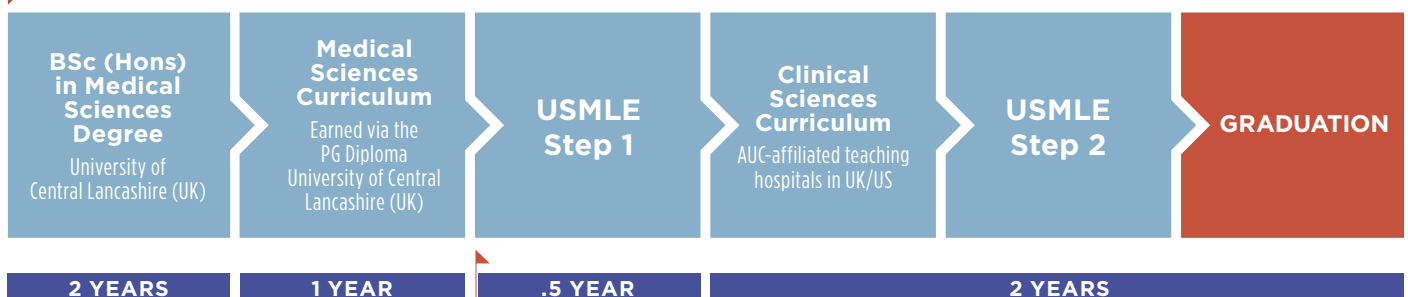 BSc (Hons)
in Medical
Sciences
Degree
University of
Central Lancashire (UK)
Medical
Sciences
Curriculum
Earned via the
PG Diploma
University of Central
Lancashire (UK)
USMLE
Step 1
Clinical
Sciences
Curriculum
AUC-affiliated teaching
hospitals in UK/US
USMLE
Step 2
GRADUATION
2 YEARS
1 YEAR
.5 YEAR
2 YEARS